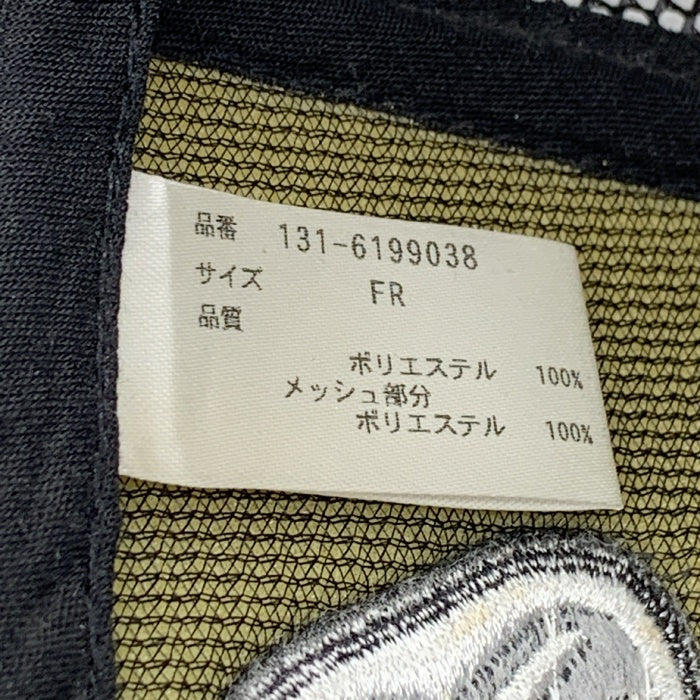 品番 131-6199038
サイズ FR
品質
ポリエステル 100%
メッシュ部分
ポリエステル 100%